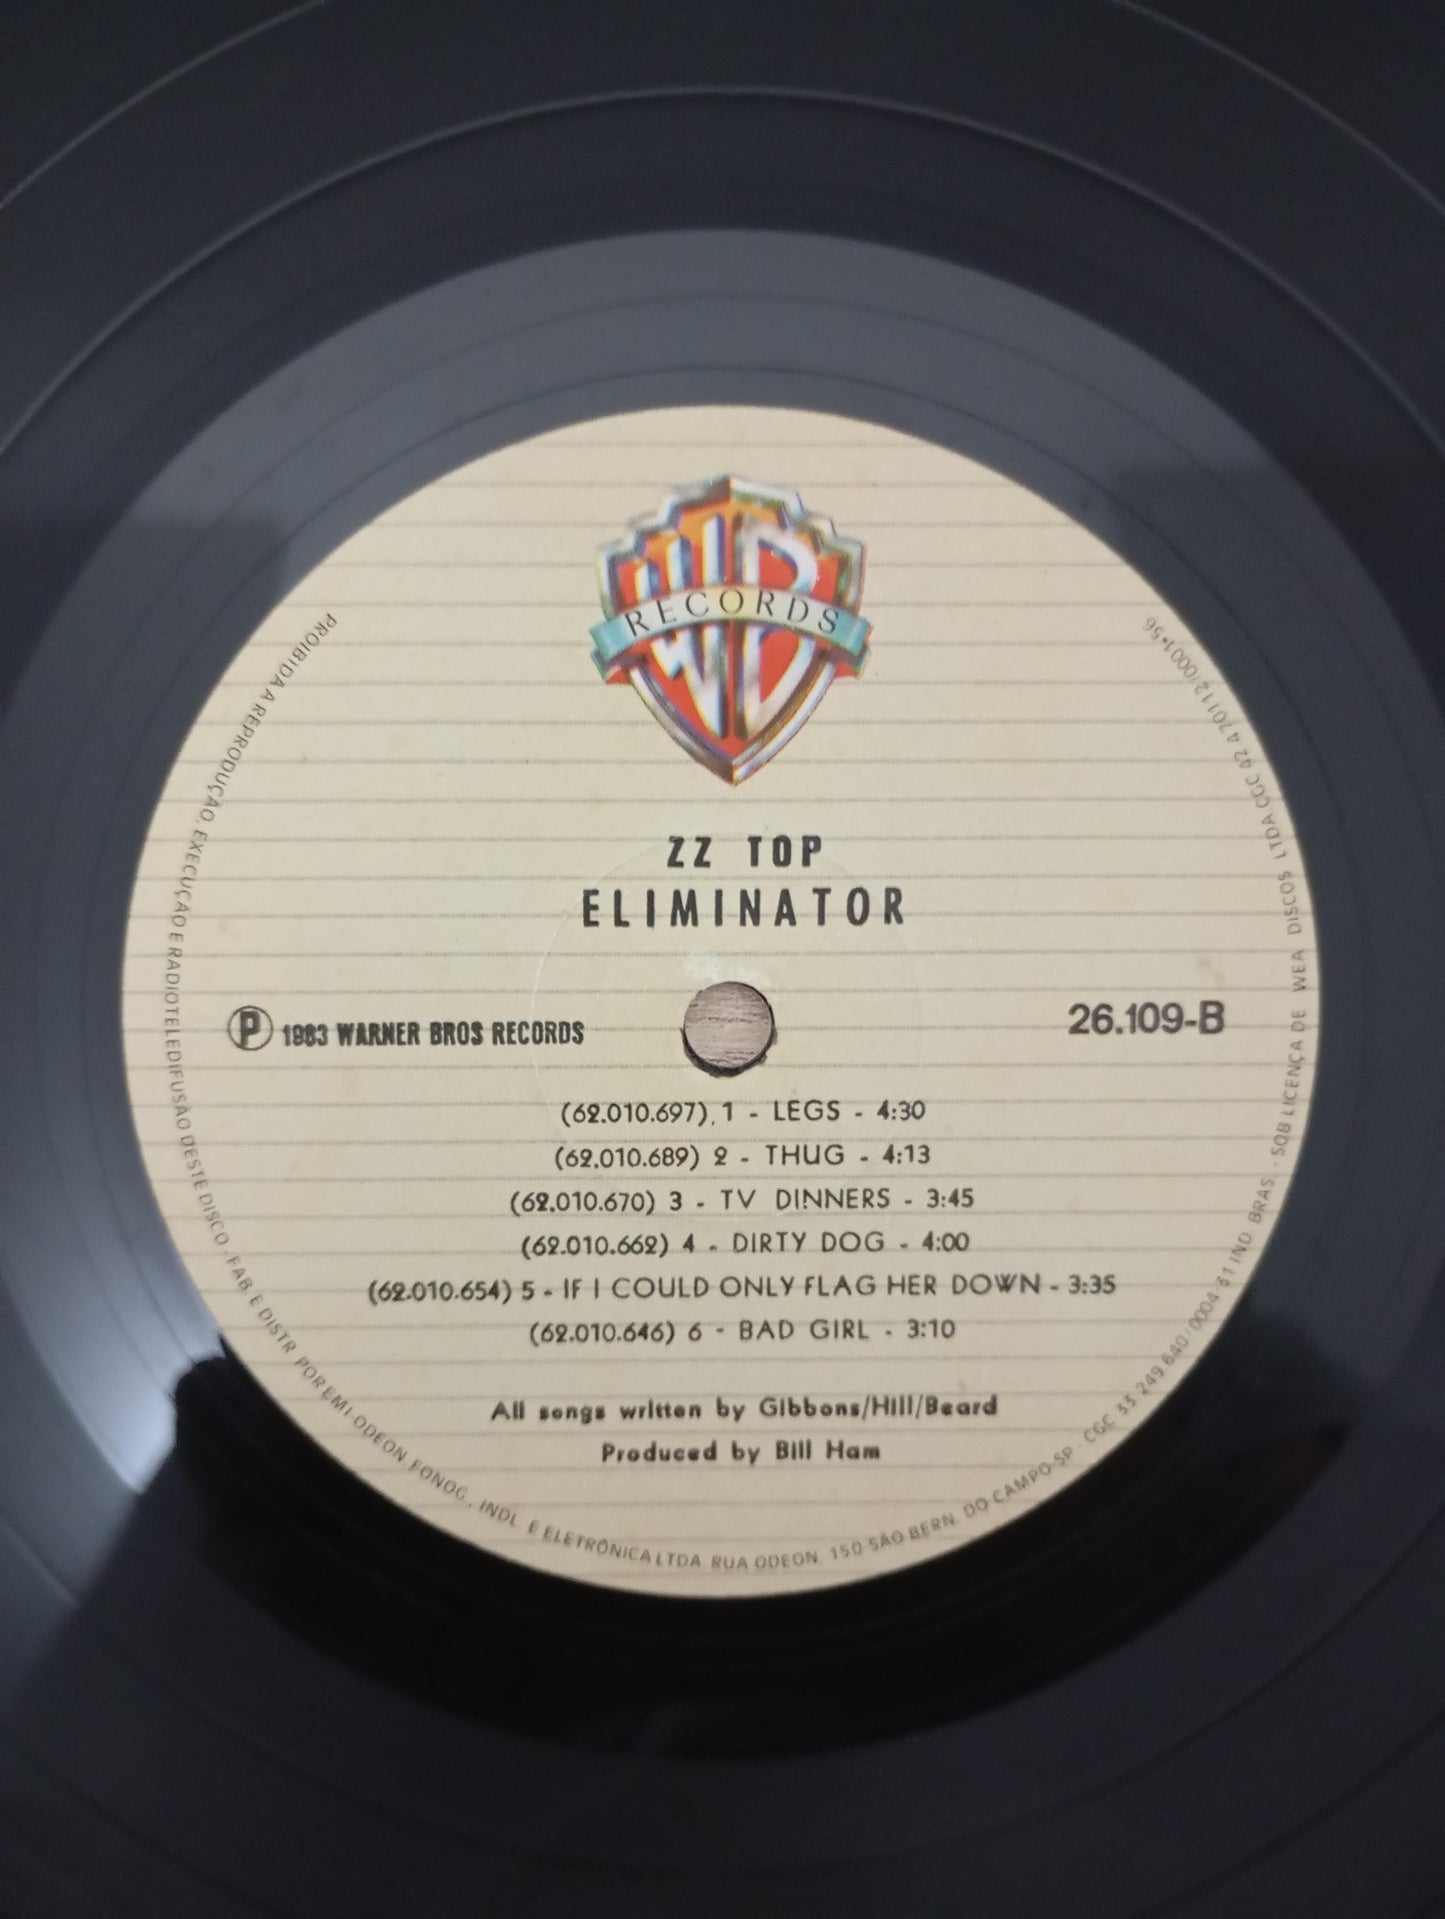 WB
RECORDS
ZZ TOP
ELIMINATOR
Ⓟ 1983 WARNER BROS RECORDS
26.109-B
(62.010.697) 1 - LEGS - 4:30
(62.010.689) 2 - THUG - 4:13
(62.010.670) 3 - TV DINNERS - 3:45
(62.010.662) 4 - DIRTY DOG - 4:00
(62.010.654) 5 - IF I COULD ONLY FLAG HER DOWN - 3:35
(62.010.646) 6 - BAD GIRL - 3:10
All songs written by Gibbons/Hill/Beard
Produced by Bill Ham
PROIBIDA A REPRODUÇÃO, EXECUÇÃO E RADIOTELEDIFUSÃO DESTE DISCO - FAB E DISTR POR EMI-ODEON FONOG, INDL E ELETRÔNICA LTDA RUA ODEON, 150 SÃO BERN. DO CAMPO-SP - CGC 33 249 640/0004-31 IND BRAS. - SOB LICENÇA DE WEA DISCOS LTDA CGC 42 470112/0001•56